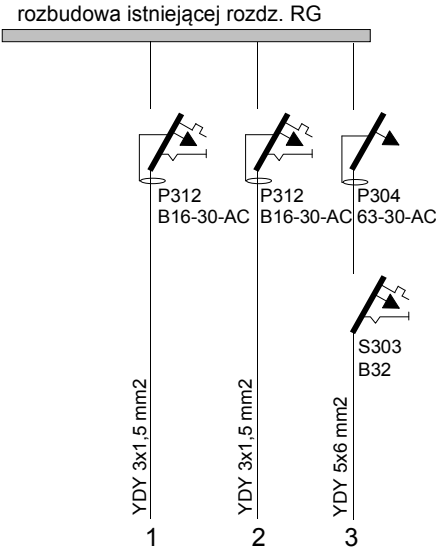 rozbudowa istniejącej rozdz. RG
P312
B16-30-AC
P312
B16-30-AC
P304
63-30-AC
S303
B32
YDY 3x1,5 mm2
YDY 3x1,5 mm2
YDY 5x6 mm2
1
2
3